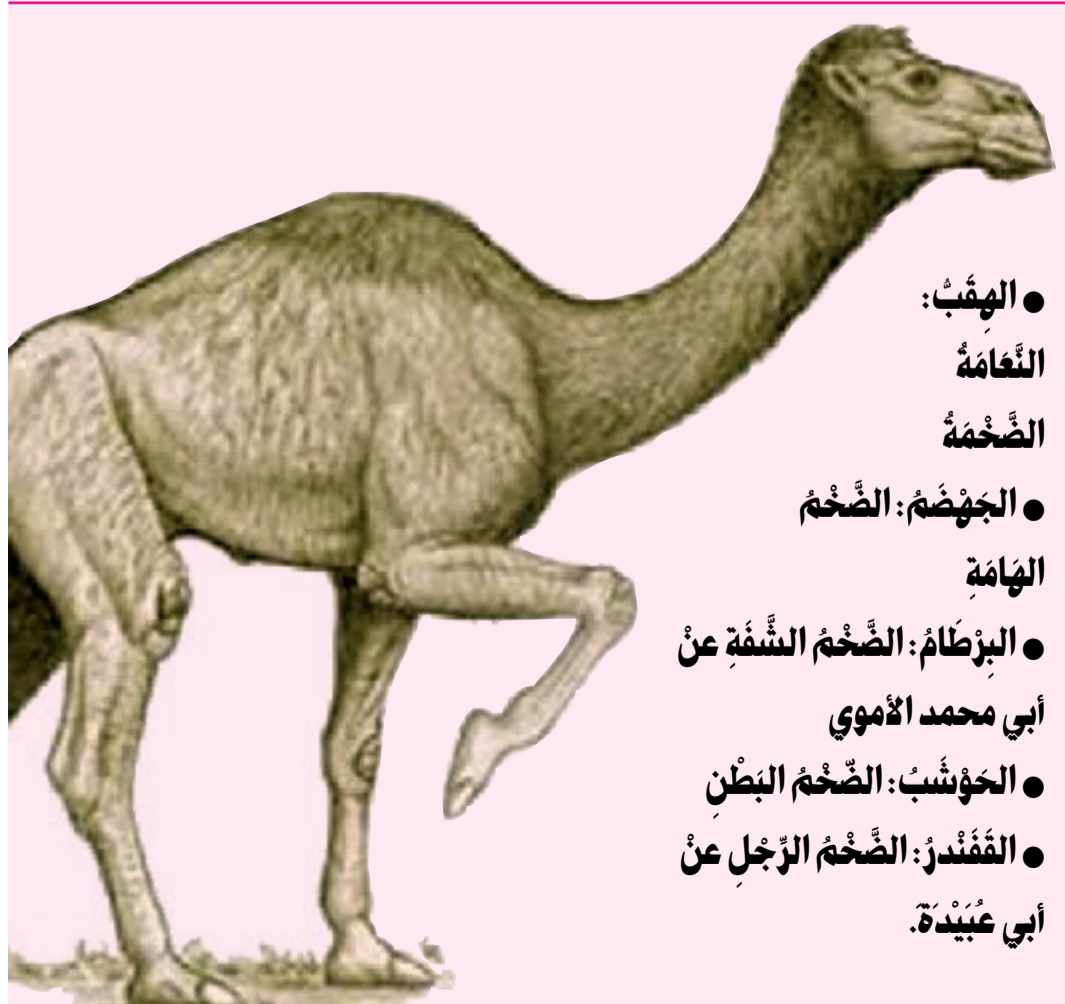 ● الهِقَبُّ:
النَّعَامَةُ
الضَّخْمَةُ
● الجَهْضَمُ: الضَّخْمُ
الهَامَةِ
● البِرْطَامُ: الضَّخْمُ الشَّفَةِ عنْ
أبي محمد الأموي
● الحَوْشَبُ: الضّخْمُ البَطْنِ
● القَفَنْدرُ: الضَّخْمُ الرِّجْلِ عنْ
أبي عُبَيْدَةَ.